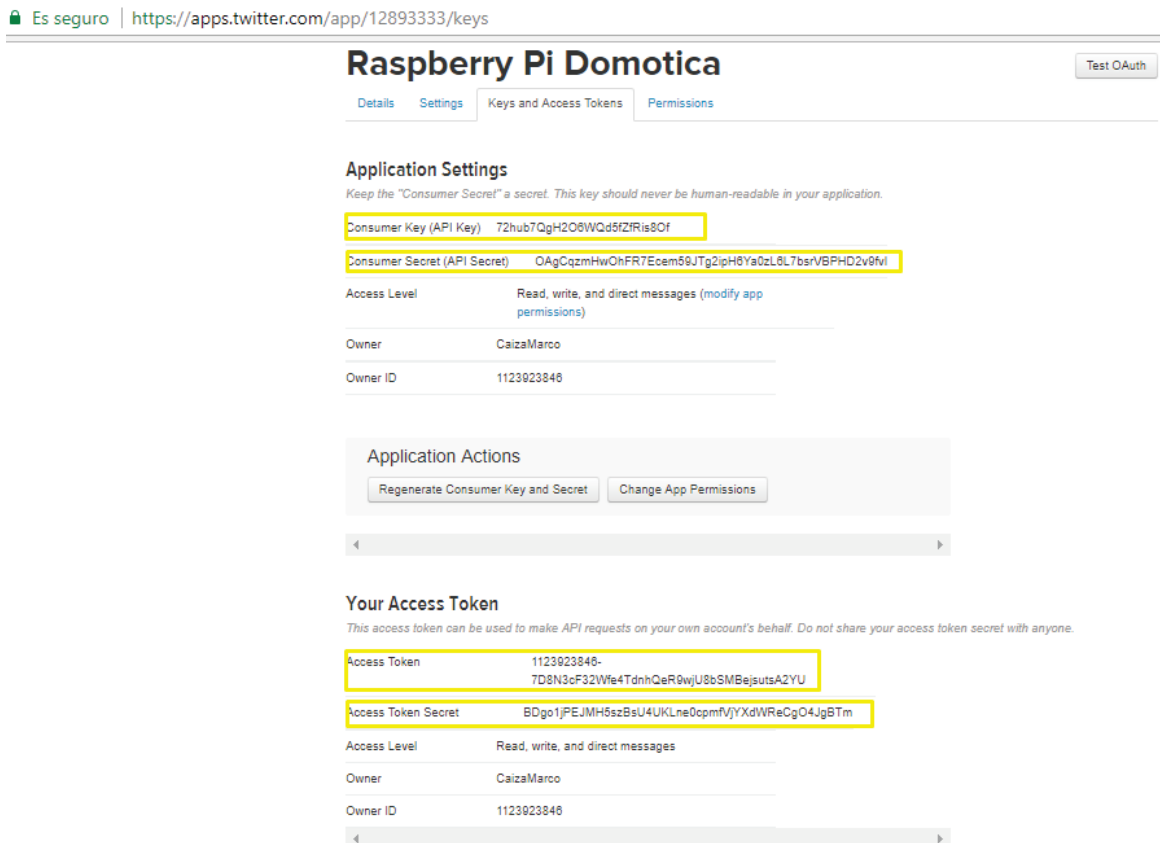 Es seguro | https://apps.twitter.com/app/12893333/keys
Raspberry Pi Domotica
Test OAuth
Details Settings Keys and Access Tokens Permissions
Application Settings
Keep the "Consumer Secret" a secret. This key should never be human-readable in your application.
Consumer Key (API Key)
Consumer Secret (API Secret)
Access Level Read, write, and direct messages (modify app
permissions)
Owner CaizaMarco
Owner ID 1123923846
Application Actions
Regenerate Consumer Key and Secret Change App Permissions
Your Access Token
This access token can be used to make API requests on your own account's behalf. Do not share your access token secret with anyone.
Access Token 1123923846-
Access Token Secret
Access Level Read, write, and direct messages
Owner CaizaMarco
Owner ID 1123923846